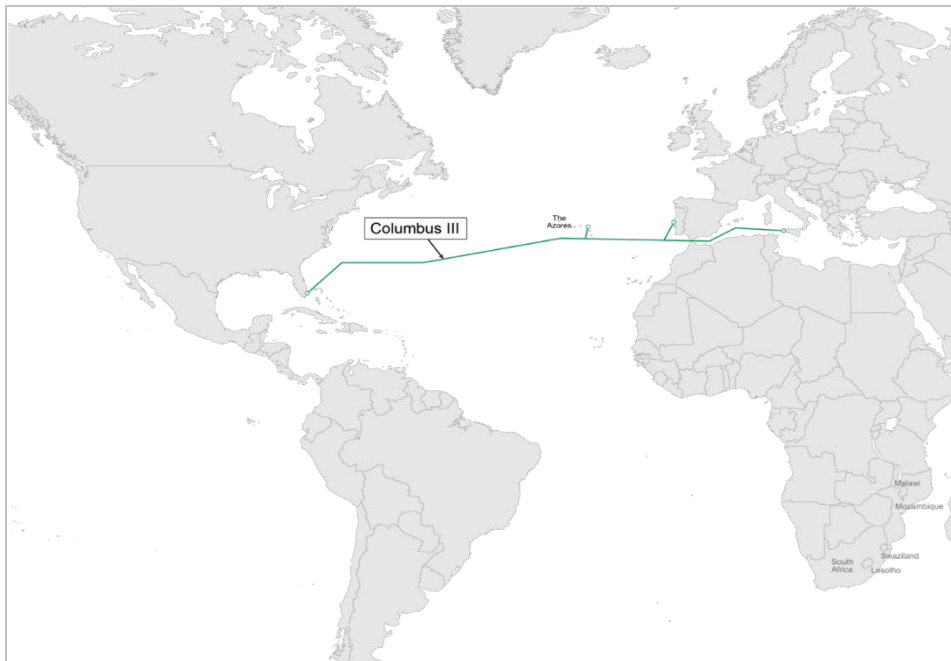 Columbus III
The
Azores
Malawi
Mozambique
Swaziland
South
Africa
Lesotho